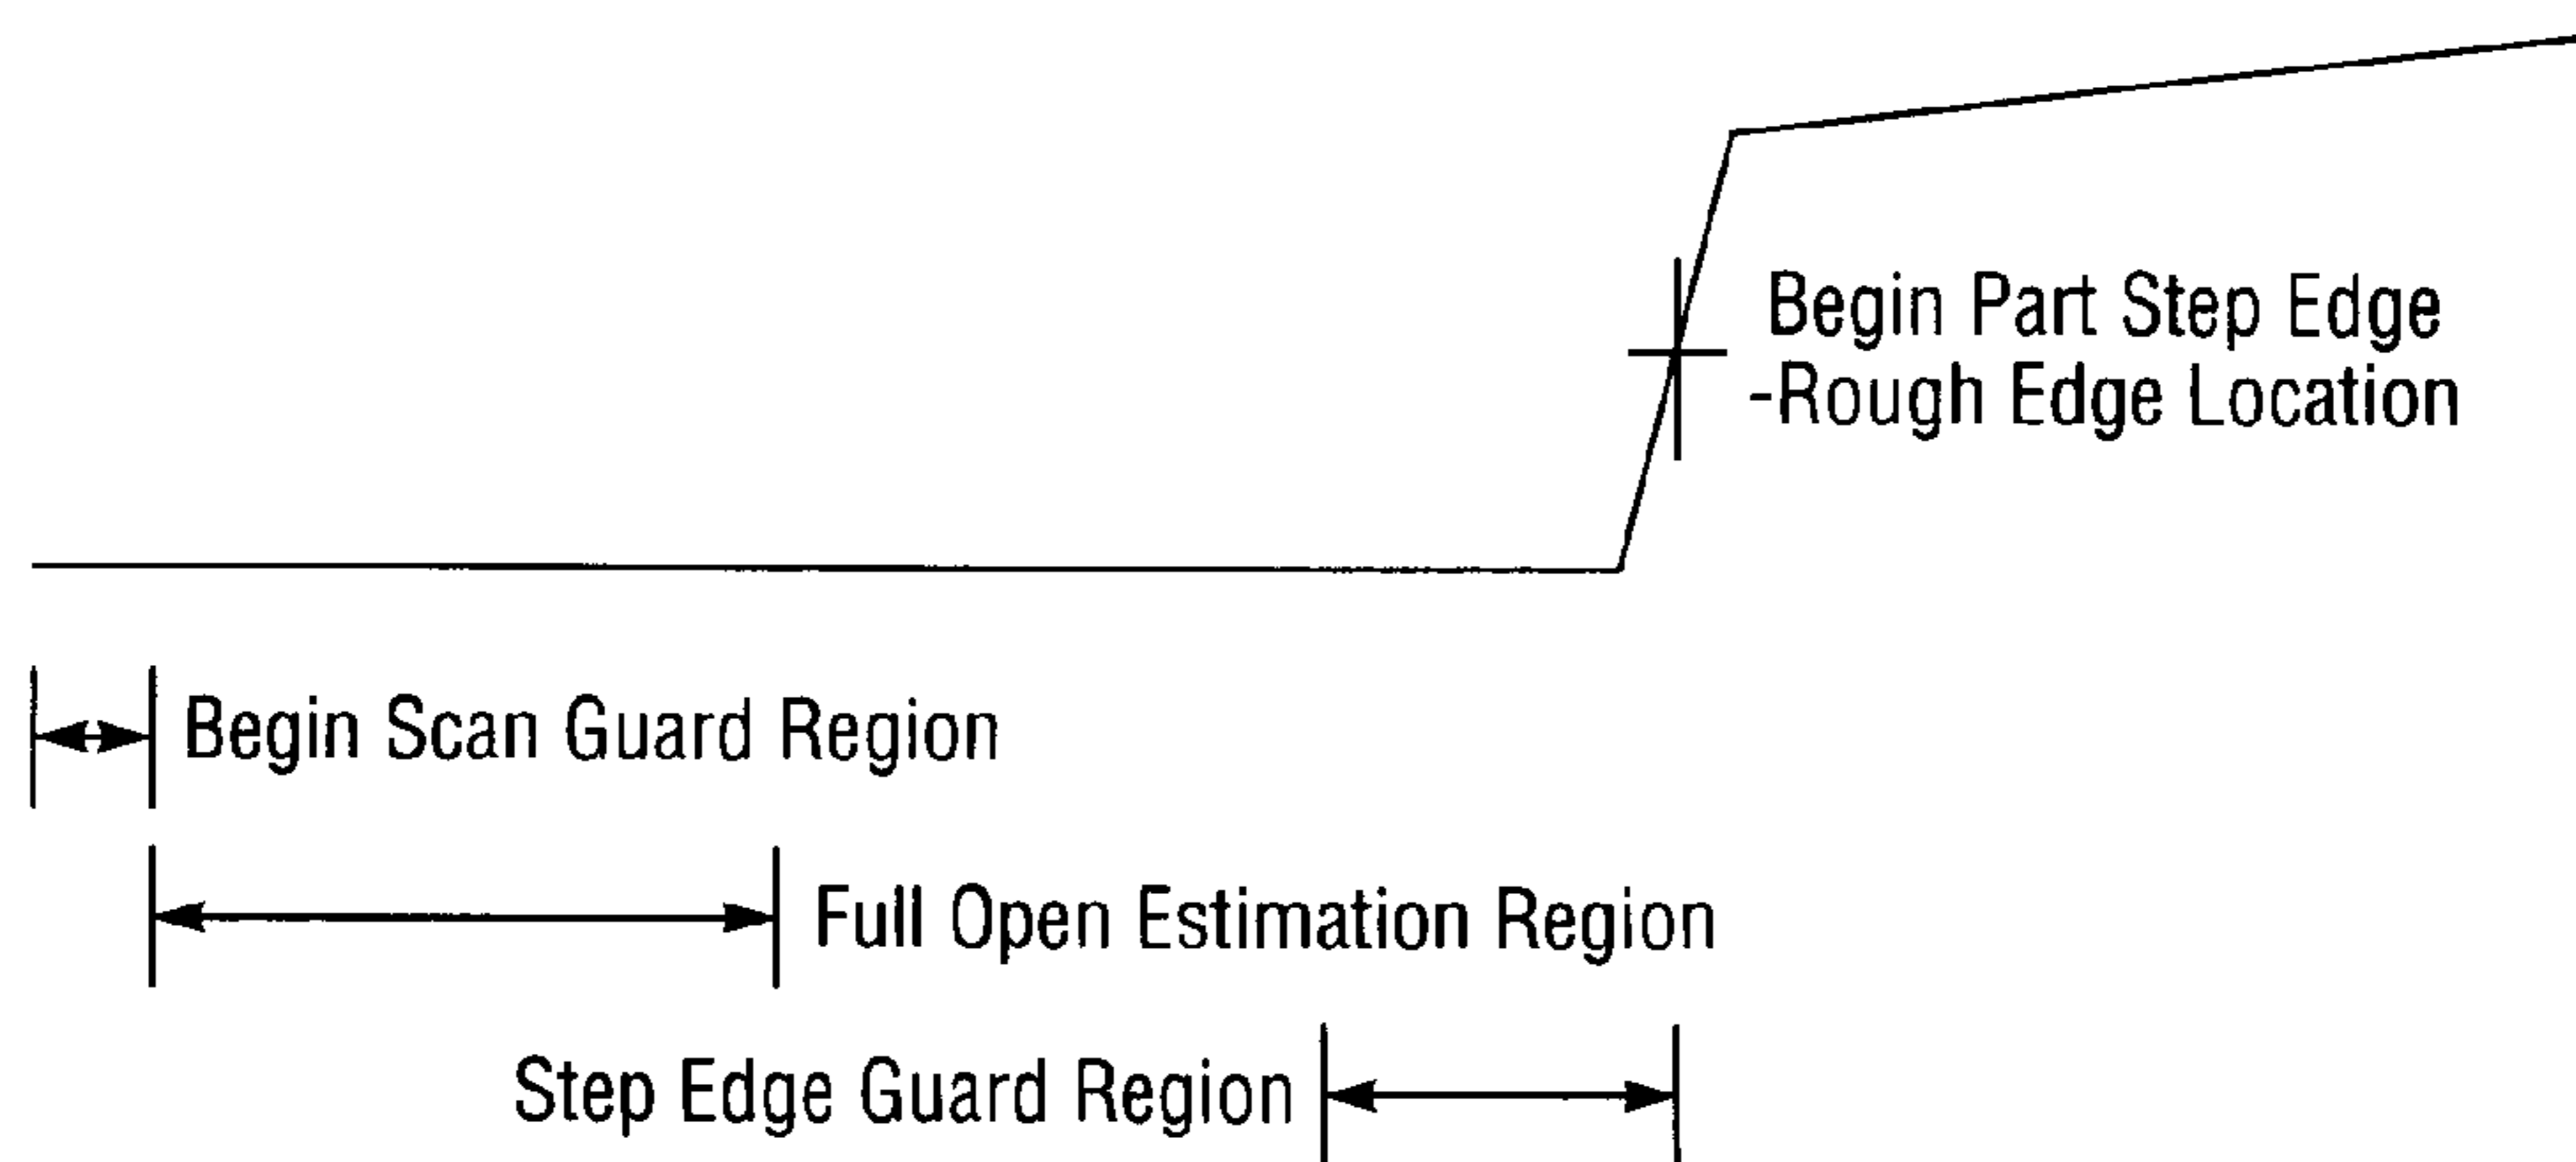 Begin Part Step Edge
-Rough Edge Location
Begin Scan Guard Region
Full Open Estimation Region
Step Edge Guard Region